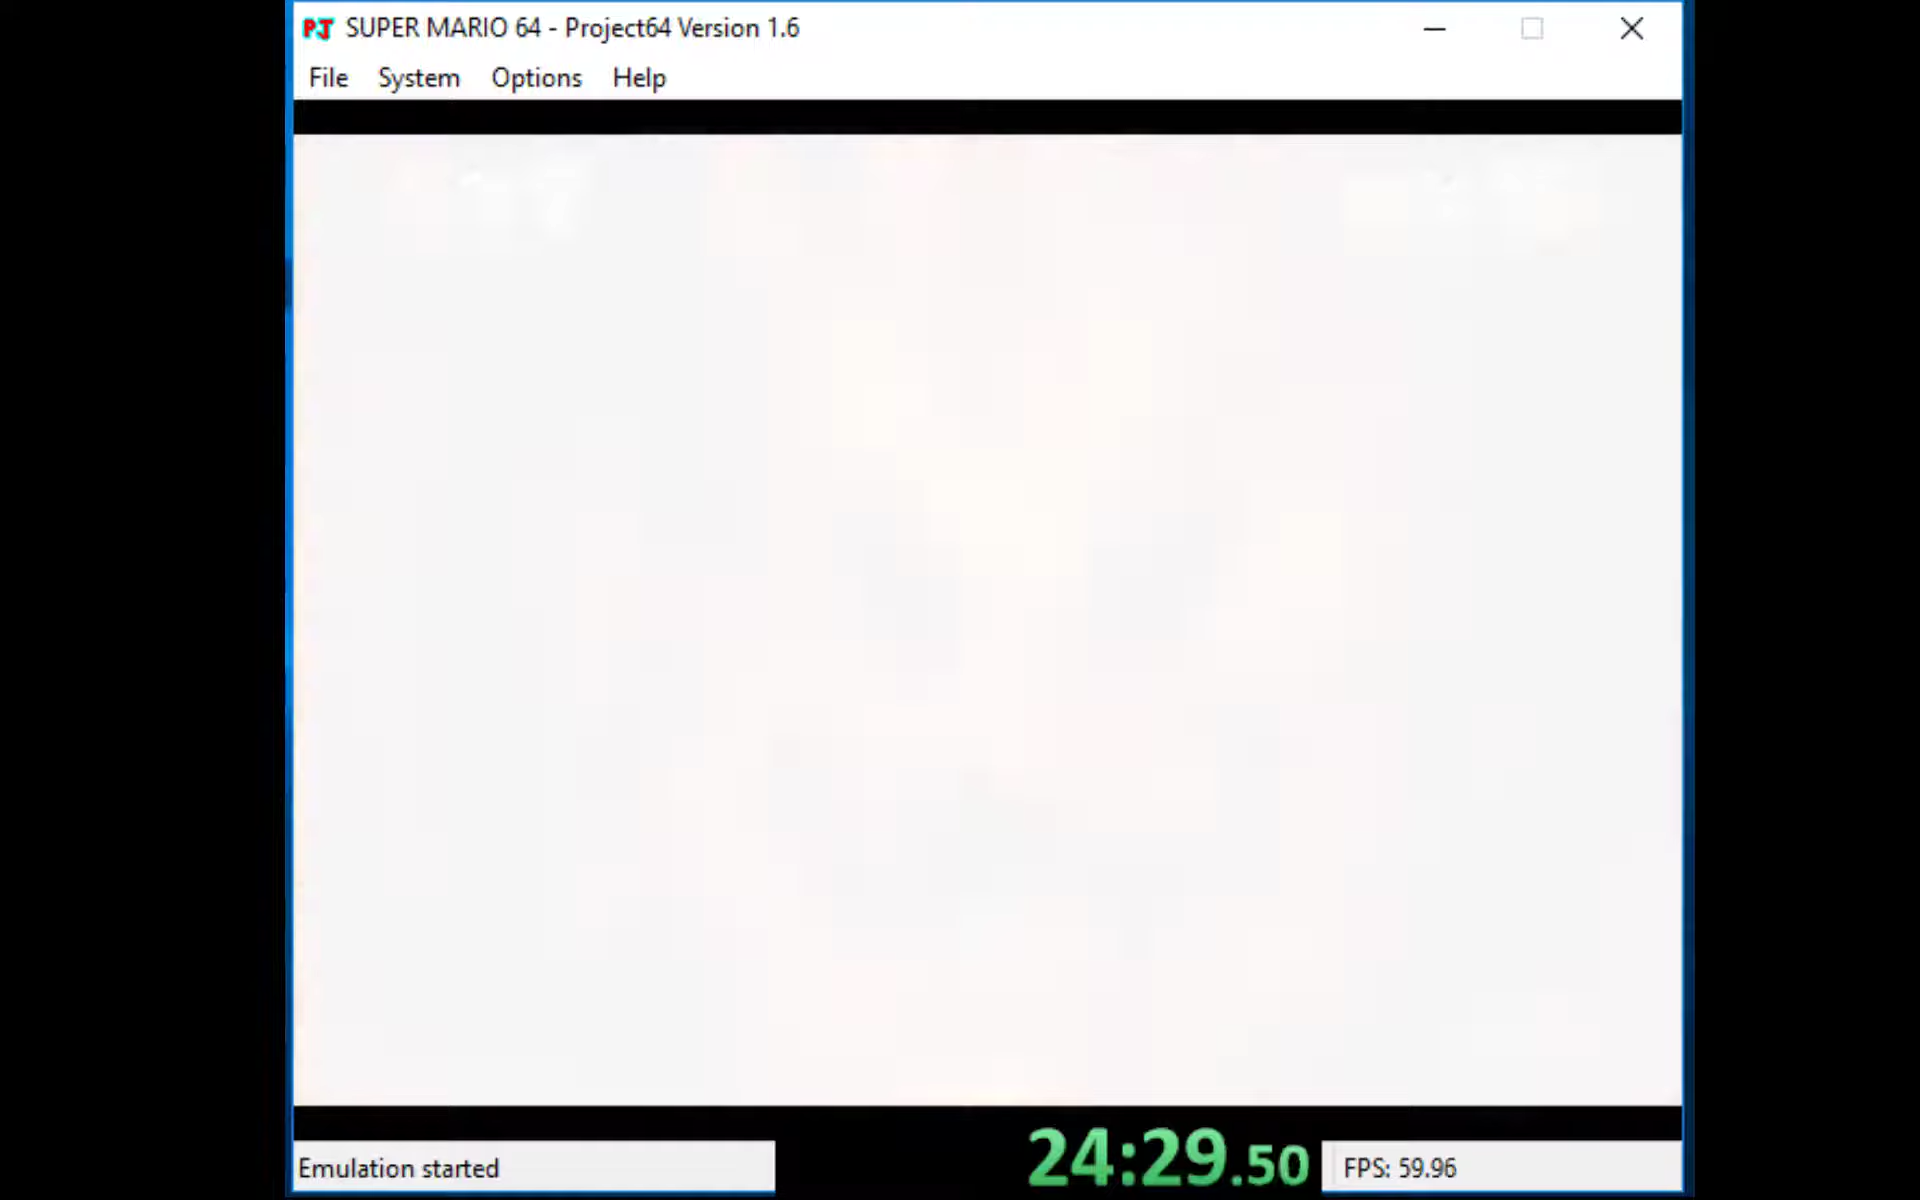 SUPER MARIO 64 - Project64 Version 1.6
File System Options Help
Emulation started
24:29.50
FPS: 59.96